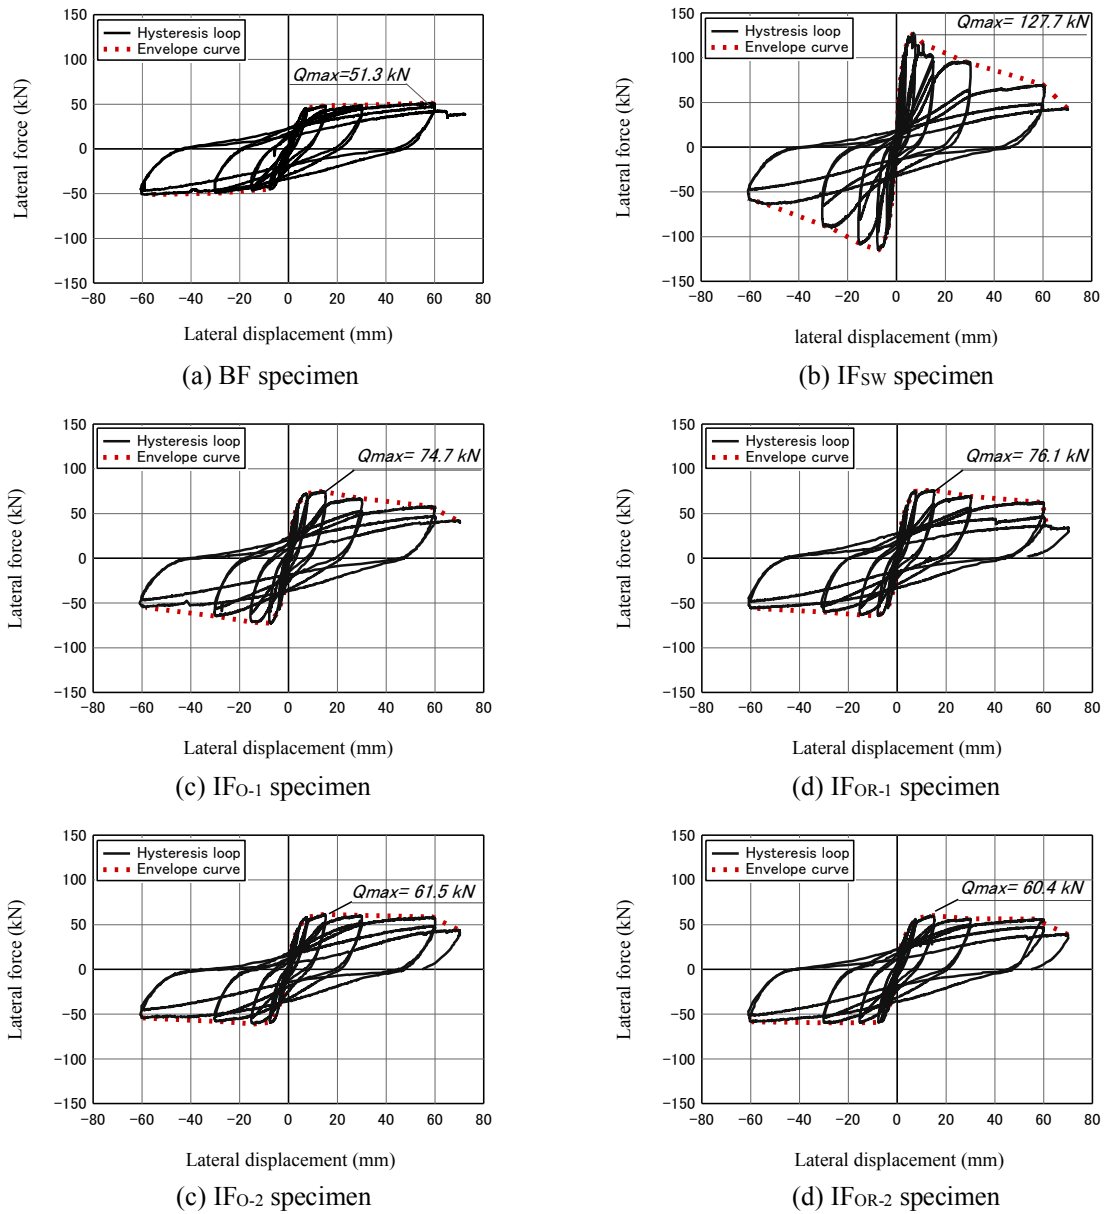 150
100
50
0
−50
−100
−150
Lateral force (kN)
Hysteresis loop
Envelope curve
Qmax=51.3 kN
−80 −60 −40 −20 0 20 40 60 80
Lateral displacement (mm)
(a) BF specimen
150
100
50
0
−50
−100
−150
Lateral force (kN)
Hystresis loop
Envelope curve
Qmax= 127.7 kN
−80 −60 −40 −20 0 20 40 60 80
lateral displacement (mm)
(b) IFSW specimen
150
100
50
0
−50
−100
−150
Lateral force (kN)
Hysteresis loop
Envelope curve
Qmax= 74.7 kN
−80 −60 −40 −20 0 20 40 60 80
Lateral displacement (mm)
(c) IFO-1 specimen
150
100
50
0
−50
−100
−150
Lateral force (kN)
Hysteresis loop
Envelope curve
Qmax= 76.1 kN
−80 −60 −40 −20 0 20 40 60 80
Lateral displacement (mm)
(d) IFOR-1 specimen
150
100
50
0
−50
−100
−150
Lateral force (kN)
Hysteresis loop
Envelope curve
Qmax= 61.5 kN
−80 −60 −40 −20 0 20 40 60 80
Lateral displacement (mm)
(c) IFO-2 specimen
150
100
50
0
−50
−100
−150
Lateral force (kN)
Hysteresis loop
Envelope curve
Qmax= 60.4 kN
−80 −60 −40 −20 0 20 40 60 80
Lateral displacement (mm)
(d) IFOR-2 specimen